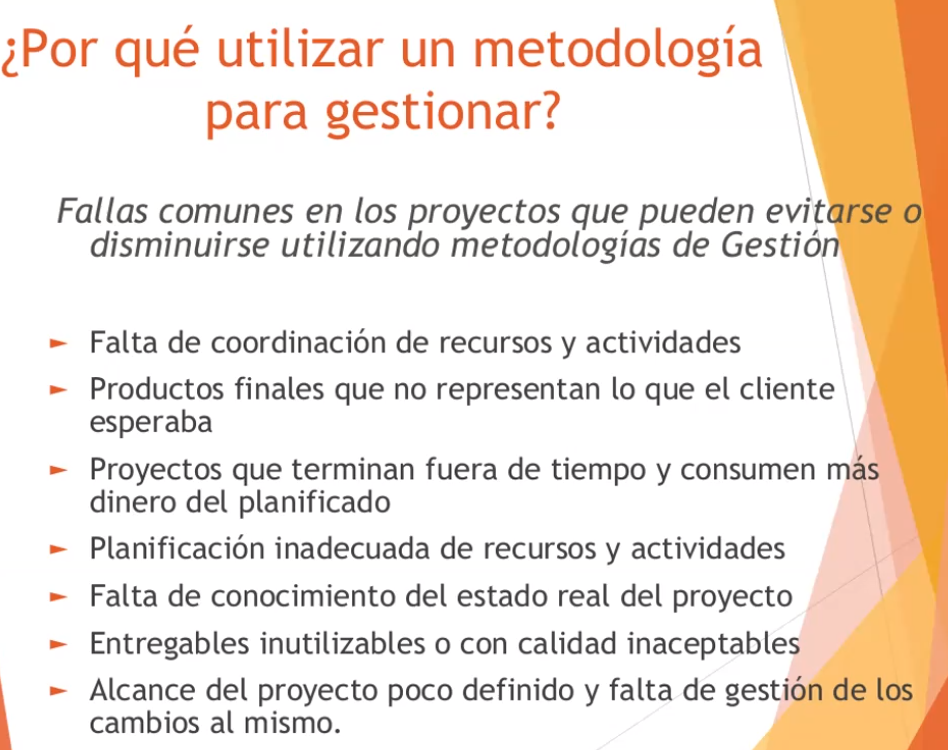 ¿Por qué utilizar un metodología
para gestionar?
Fallas comunes en los proyectos que pueden evitarse o
disminuirse utilizando metodologías de Gestión
► Falta de coordinación de recursos y actividades
► Productos finales que no representan lo que el cliente
esperaba
► Proyectos que terminan fuera de tiempo y consumen más
dinero del planificado
► Planificación inadecuada de recursos y actividades
► Falta de conocimiento del estado real del proyecto
► Entregables inutilizables o con calidad inaceptables
► Alcance del proyecto poco definido y falta de gestión de los
cambios al mismo.